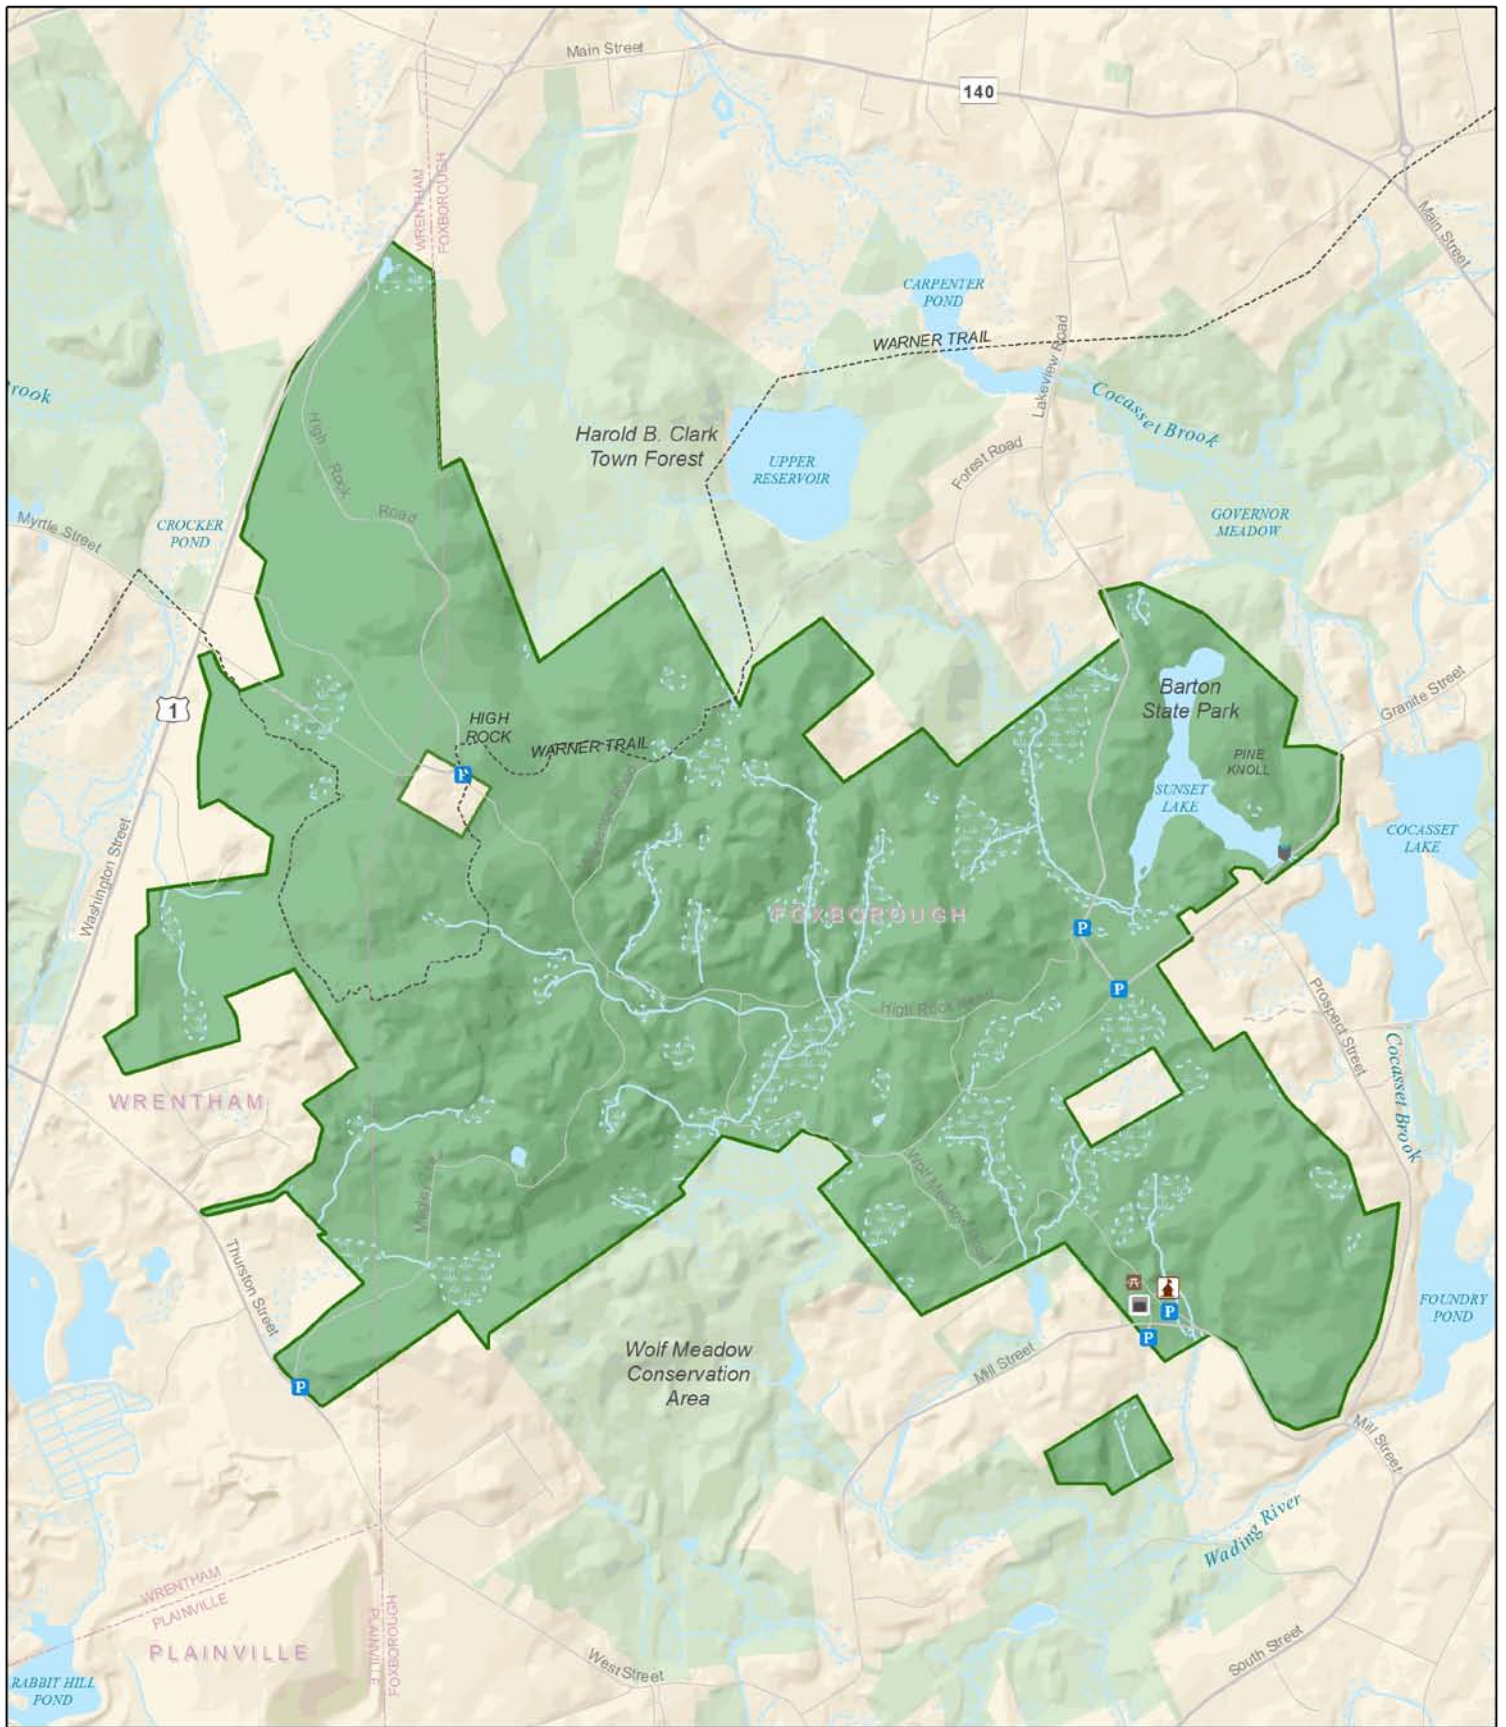 Main Street
140
WRENTHAM
FOXBOROUGH
Main Street
CARPENTER
POND
WARNER TRAIL
Lakeview Road
rook
Cocasset Brook
High
Rock
Road
Harold B. Clark
Town Forest
UPPER
RESERVOIR
Forest Road
CROCKER
POND
Myrtle Street
GOVERNOR
MEADOW
Barton
State Park
Granite Street
1
HIGH
ROCK
WARNER TRAIL
PINE
KNOLL
P
SUNSET
LAKE
COCASSET
LAKE
Washington Street
FOXBOROUGH
P
P
High Rock Road
Prospect Street
Cocasset Brook
WRENTHAM
Wolf Meadow Road
Thurston Street
P
P
P
FOUNDRY
POND
Wolf Meadow
Conservation
Area
Mill Street
Mill Street
Wading River
WRENTHAM
PLAINVILLE
PLAINVILLE
FOXBOROUGH
PLAINVILLE
West Street
South Street
RABBIT HILL
POND